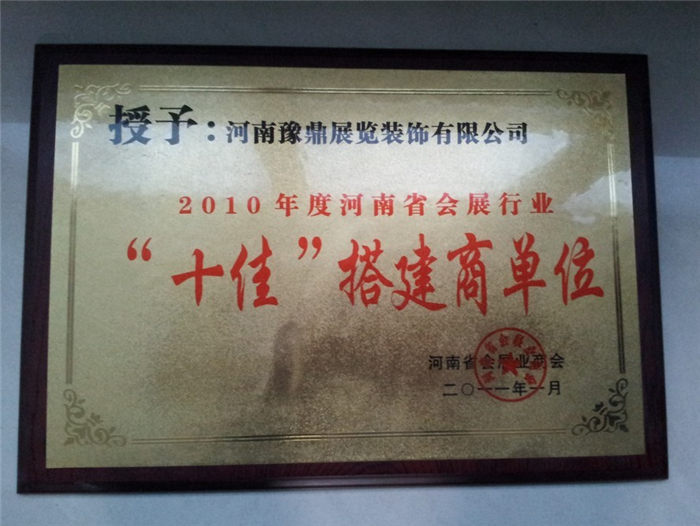 授予：河南豫鼎展览装饰有限公司
2010年度河南省会展行业
“十佳”搭建商单位
河南省会展业商会
二〇一一年一月